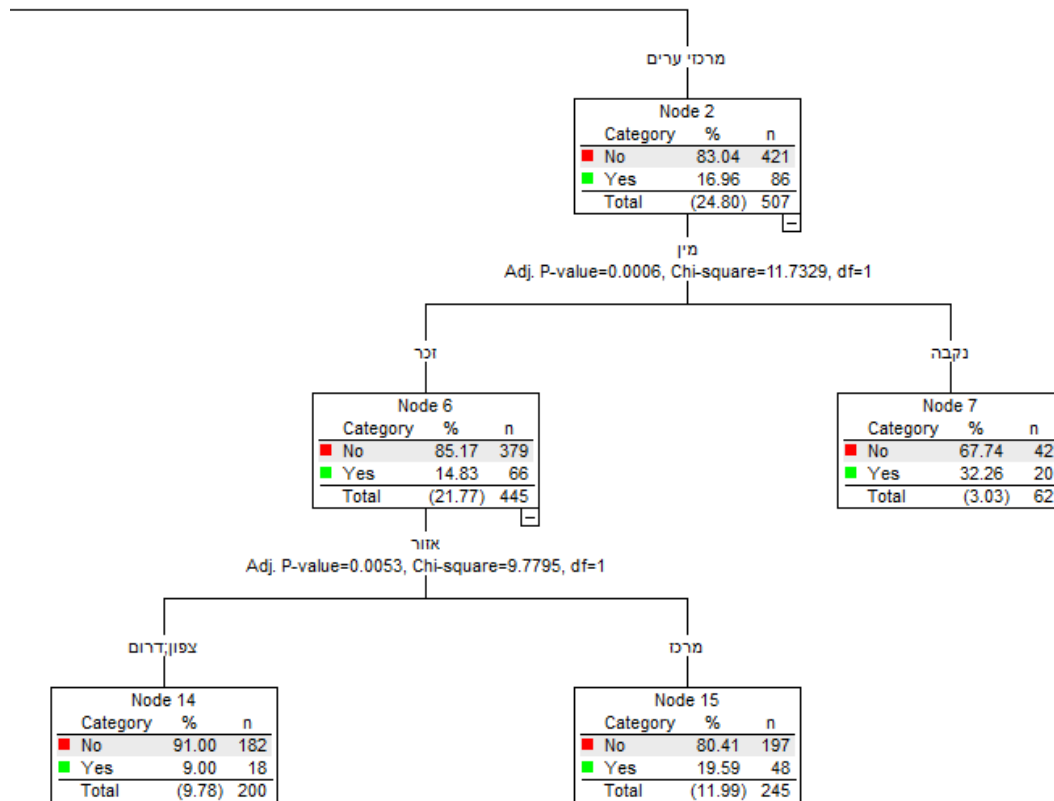 מרכזי ערים
Node 2
Category % n
No 83.04 421
Yes 16.96 86
Total (24.80) 507
מין
Adj. P-value=0.0006, Chi-square=11.7329, df=1
זכר
נקבה
Node 6
Category % n
No 85.17 379
Yes 14.83 66
Total (21.77) 445
Node 7
Category % n
No 67.74 42
Yes 32.26 20
Total (3.03) 62
אזור
Adj. P-value=0.0053, Chi-square=9.7795, df=1
צפון;דרום
מרכז
Node 14
Category % n
No 91.00 182
Yes 9.00 18
Total (9.78) 200
Node 15
Category % n
No 80.41 197
Yes 19.59 48
Total (11.99) 245